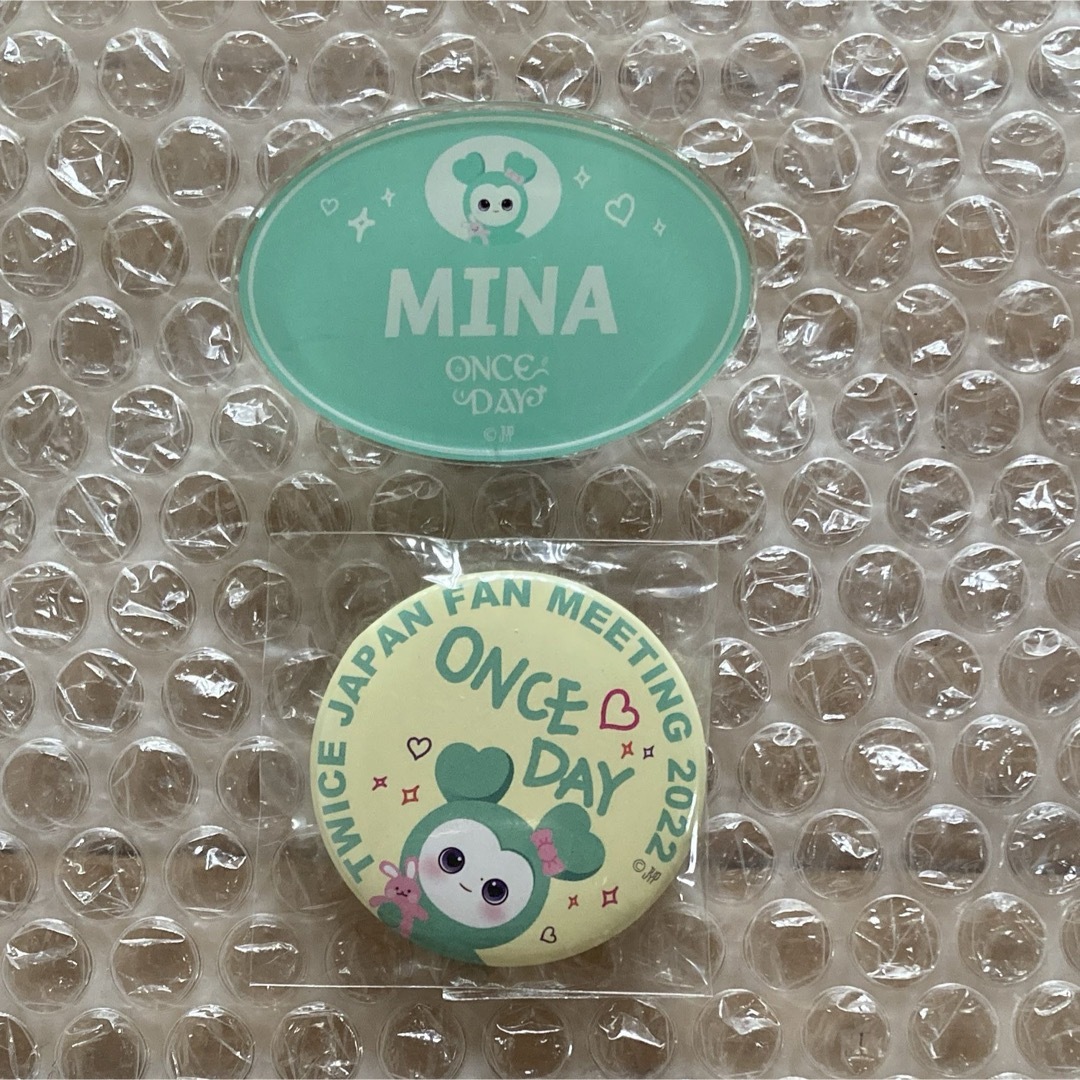 MINA
ONCE
DAY
© JYP
TWICE JAPAN FAN MEETING 2022
ONCE
DAY
© JYP